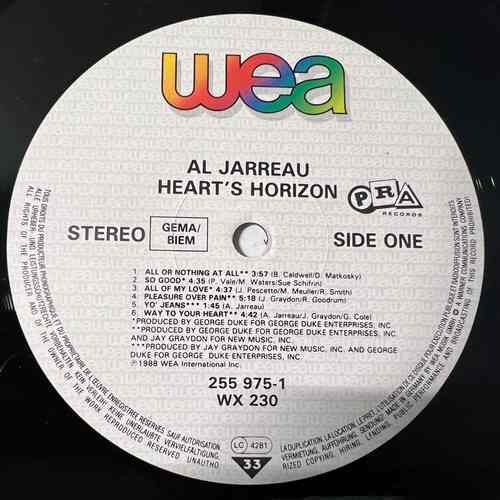 wea
AL JARREAU
HEART'S HORIZON
PRA
RECORDS
STEREO
GEMA/
BIEM
SIDE ONE
1 ALL OR NOTHING AT ALL** 3:57 (B. Caldwell/D. Matkosky)
2 SO GOOD* 4:35 (P. Vale/M. Waters/Sue Schifrin)
3 ALL OF MY LOVE* 4:37 (J. Pescetto/M. Meuller/R. Smith)
4 PLEASURE OVER PAIN** 5:18 (J. Graydon/R. Goodrum)
5 YO' JEANS*** 1:45 (A. Jarreau)
6 WAY TO YOUR HEART** 4:42 (A. Jarreau/J. Graydon/G. Cole)
*PRODUCED BY GEORGE DUKE FOR GEORGE DUKE ENTERPRISES, INC.
**PRODUCED BY GEORGE DUKE FOR GEORGE DUKE ENTERPRISES, INC.
AND JAY GRAYDON FOR NEW MUSIC, INC.
***PRODUCED BY JAY GRAYDON FOR NEW MUSIC, INC. AND GEORGE
DUKE FOR GEORGE DUKE ENTERPRISES, INC.
℗1988 WEA International Inc.
255 975-1
WX 230
LC 4281
33